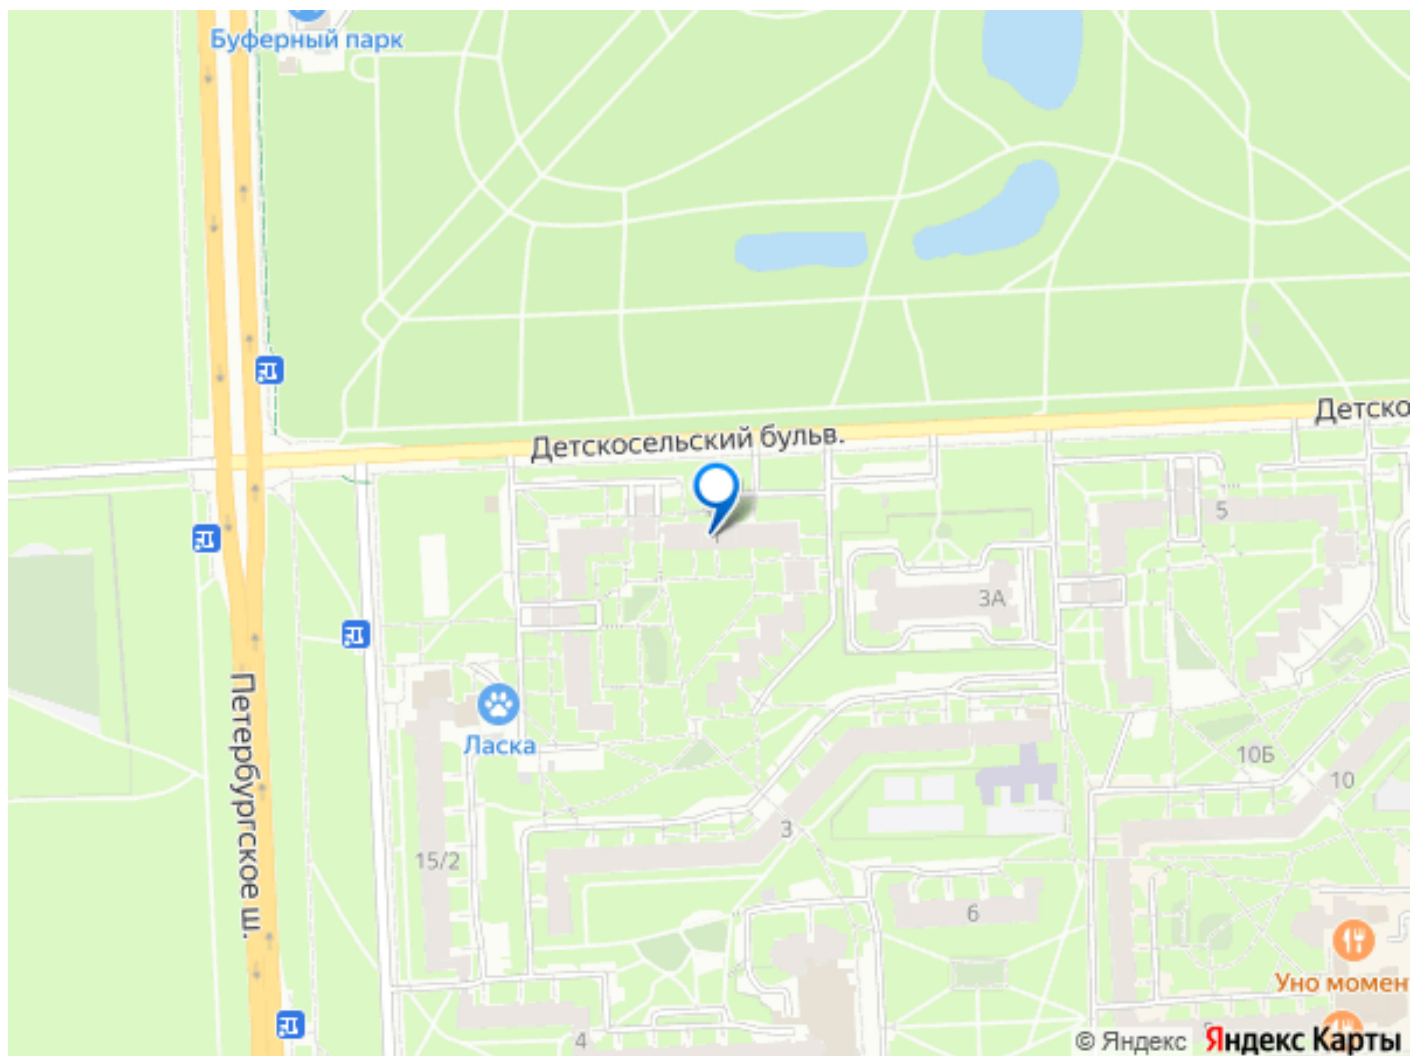 Буферный парк
Детско
Детскосельский бульв.
5
1
3А
Петербургское ш.
Ласка
10Б
10
3
15/2
6
Уно момен
4
© Яндекс Яндекс Карты